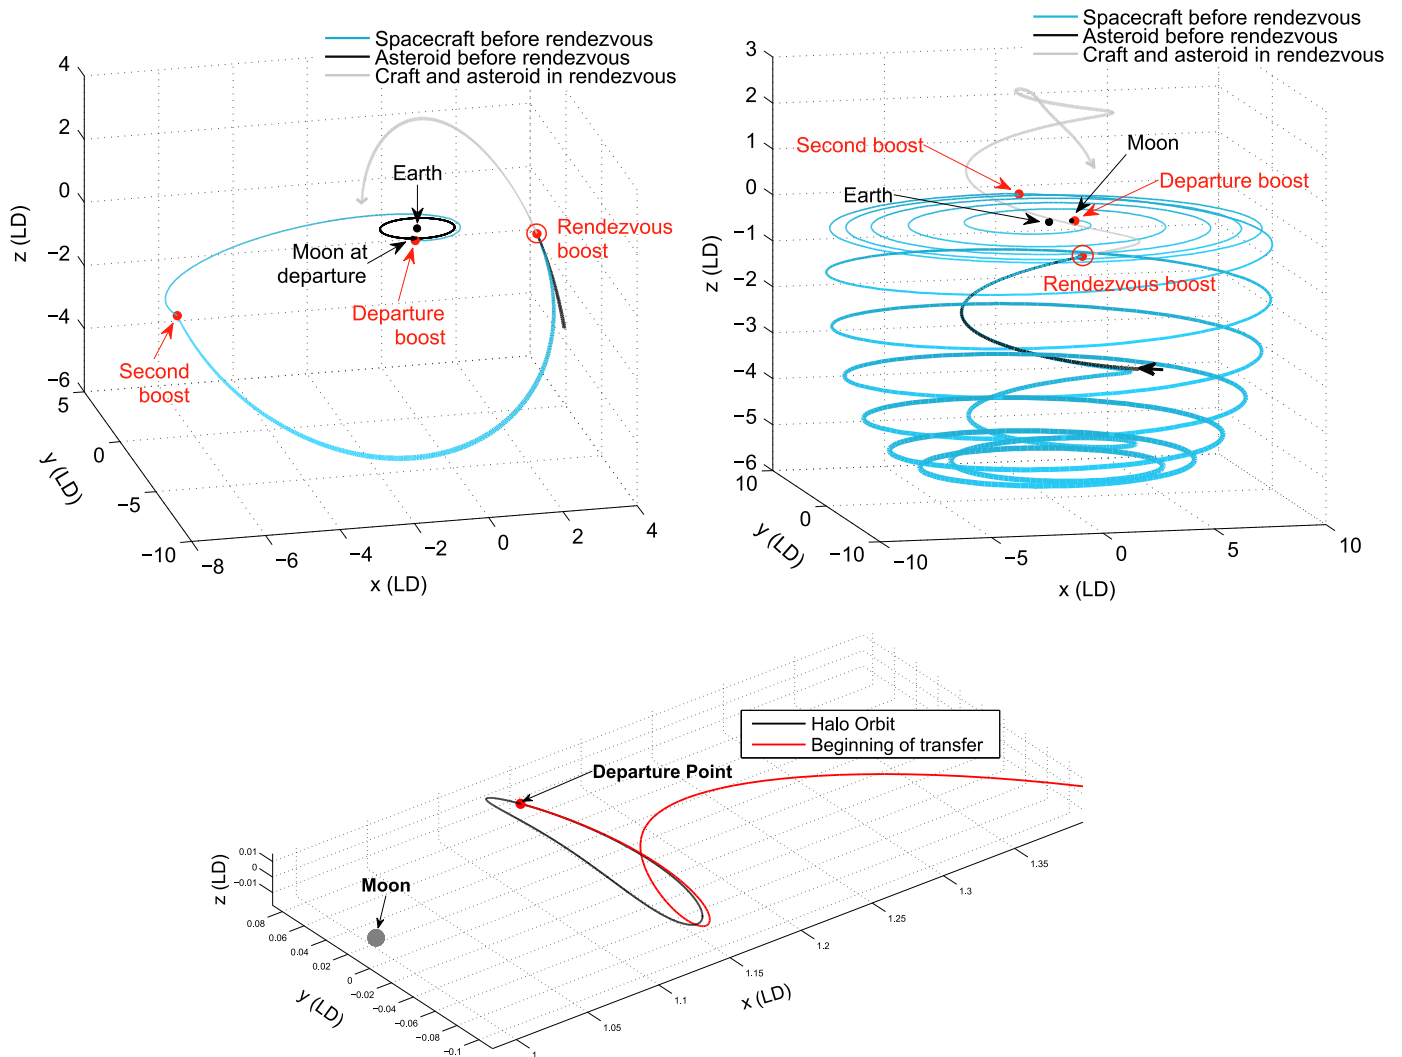 Spacecraft before rendezvous
Asteroid before rendezvous
Craft and asteroid in rendezvous
4
2
0
−2
−4
−6
z (LD)
Earth
Moon at
departure
Rendezvous
boost
Departure
boost
Second
boost
5
0
−5
−10
y (LD)
−8
−6
−4
−2
0
2
4
x (LD)
Spacecraft before rendezvous
Asteroid before rendezvous
Craft and asteroid in rendezvous
3
2
1
0
−1
−2
−3
−4
−5
−6
z (LD)
Second boost
Moon
Earth
Departure boost
Rendezvous boost
10
0
−10
y (LD)
−10
−5
0
5
10
x (LD)
Halo Orbit
Beginning of transfer
Departure Point
Moon
0.01
0
−0.01
z (LD)
0.08
0.06
0.04
0.02
0
−0.02
−0.04
−0.06
−0.08
−0.1
y (LD)
1
1.05
1.1
1.15
1.2
1.25
1.3
1.35
x (LD)